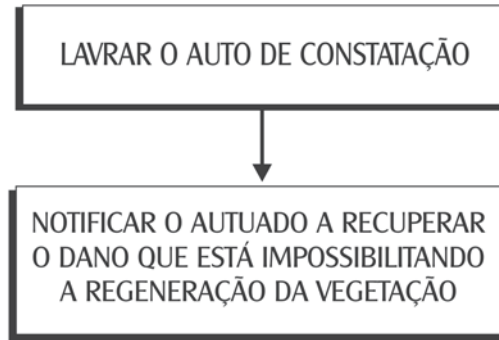 LAVRAR O AUTO DE CONSTATAÇÃO
NOTIFICAR O AUTUADO A RECUPERAR
O DANO QUE ESTÁ IMPOSSIBILITANDO
A REGENERAÇÃO DA VEGETAÇÃO